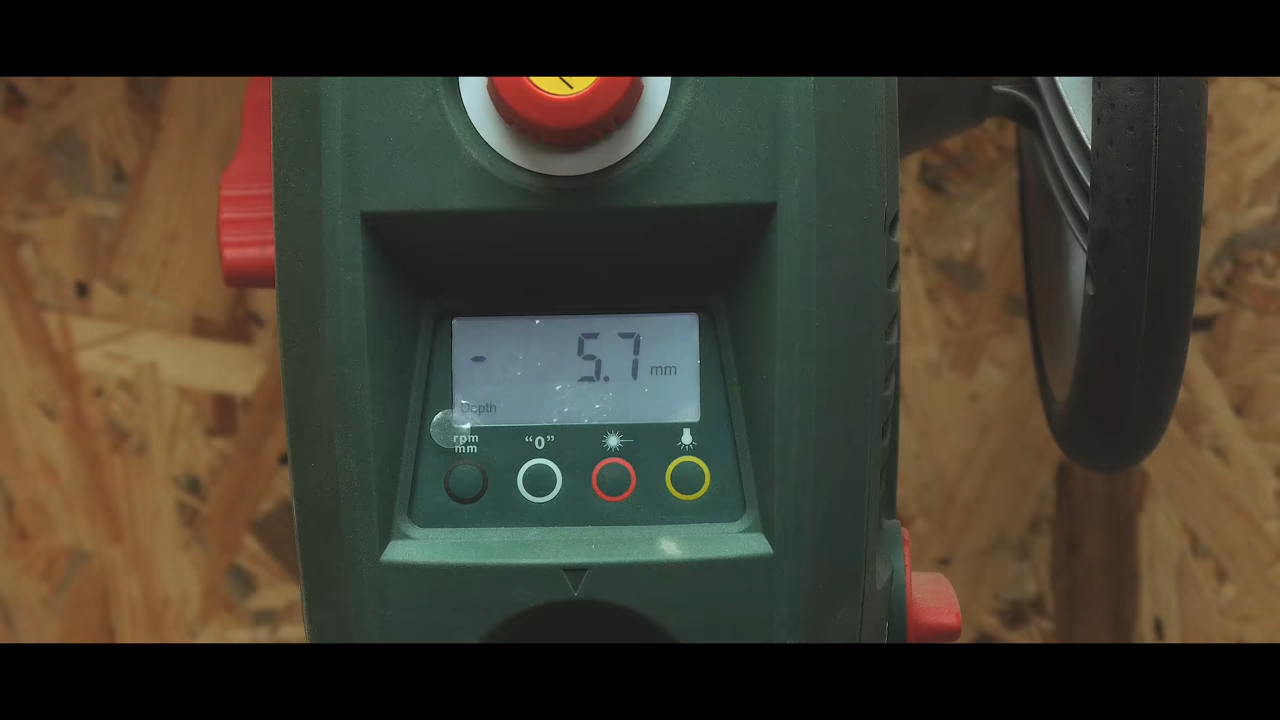 - 5.7 mm
Depth
rpm
mm
“0”